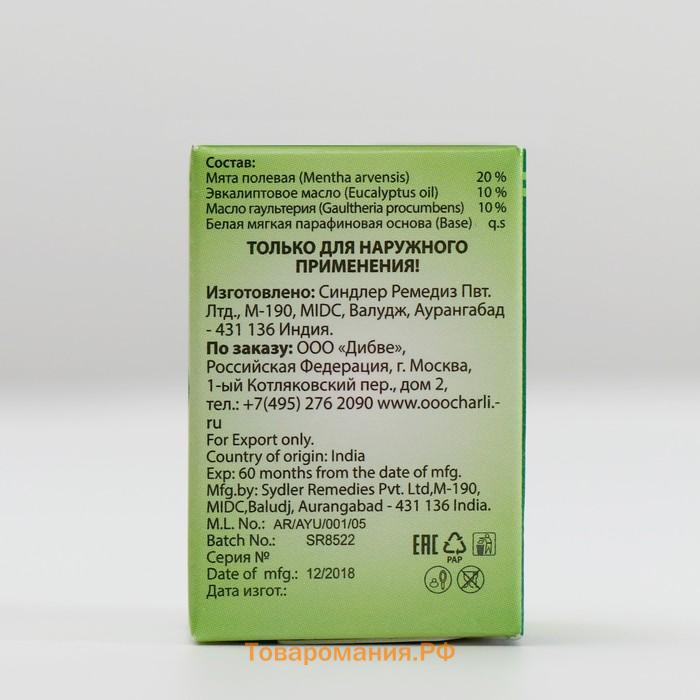 Состав:
Мята полевая (Mentha arvensis) 20 %
Эвкалиптовое масло (Eucalyptus oil) 10 %
Масло гаультерия (Gaultheria procumbens) 10 %
Белая мягкая парафиновая основа (Base) q.s
ТОЛЬКО ДЛЯ НАРУЖНОГО
ПРИМЕНЕНИЯ!
Изготовлено: Синдлер Ремедиз Пвт.
Лтд., М-190, MIDC, Валудж, Аурангабад
- 431 136 Индия.
По заказу: ООО «Дибве»,
Российская Федерация, г. Москва,
1-ый Котляковский пер., дом 2,
тел.: +7(495) 276 2090 www.ooocharli.-
ru
For Export only.
Country of origin: India
Exp: 60 months from the date of mfg.
Mfg.by: Sydler Remedies Pvt. Ltd,M-190,
MIDC,Baludj, Aurangabad - 431 136 India.
M.L. No.: AR/AYU/001/05
Batch No.: SR8522
Серия №
Date of mfg.: 12/2018
Дата изгот.:
EAC
PAP
Товаромания.РФ